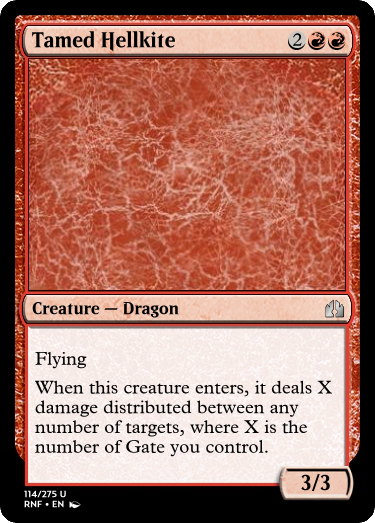 Tamed Hellkite 2
Creature — Dragon
Flying
When this creature enters, it deals X
damage distributed between any
number of targets, where X is the
number of Gate you control.
3/3
114/275 U
RNF • EN